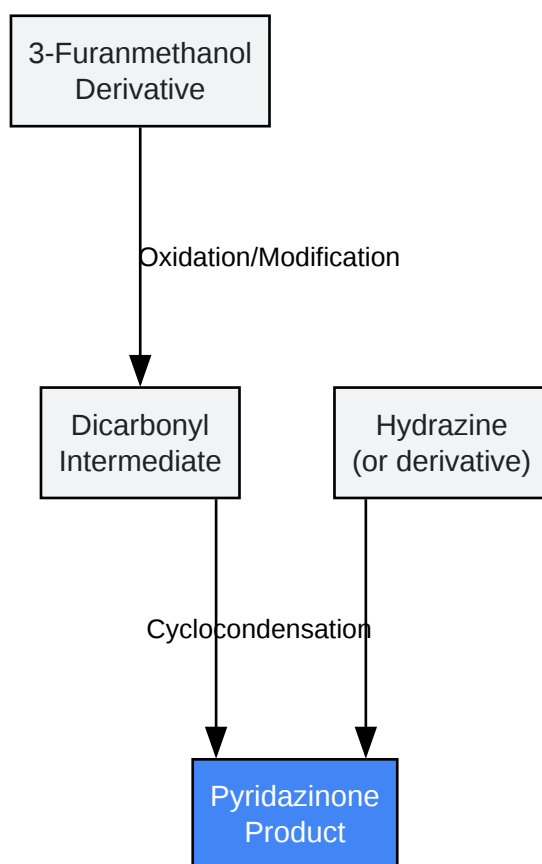 3-Furanmethanol
Derivative
Oxidation/Modification
Dicarbonyl
Intermediate
Hydrazine
(or derivative)
Cyclocondensation
Pyridazinone
Product